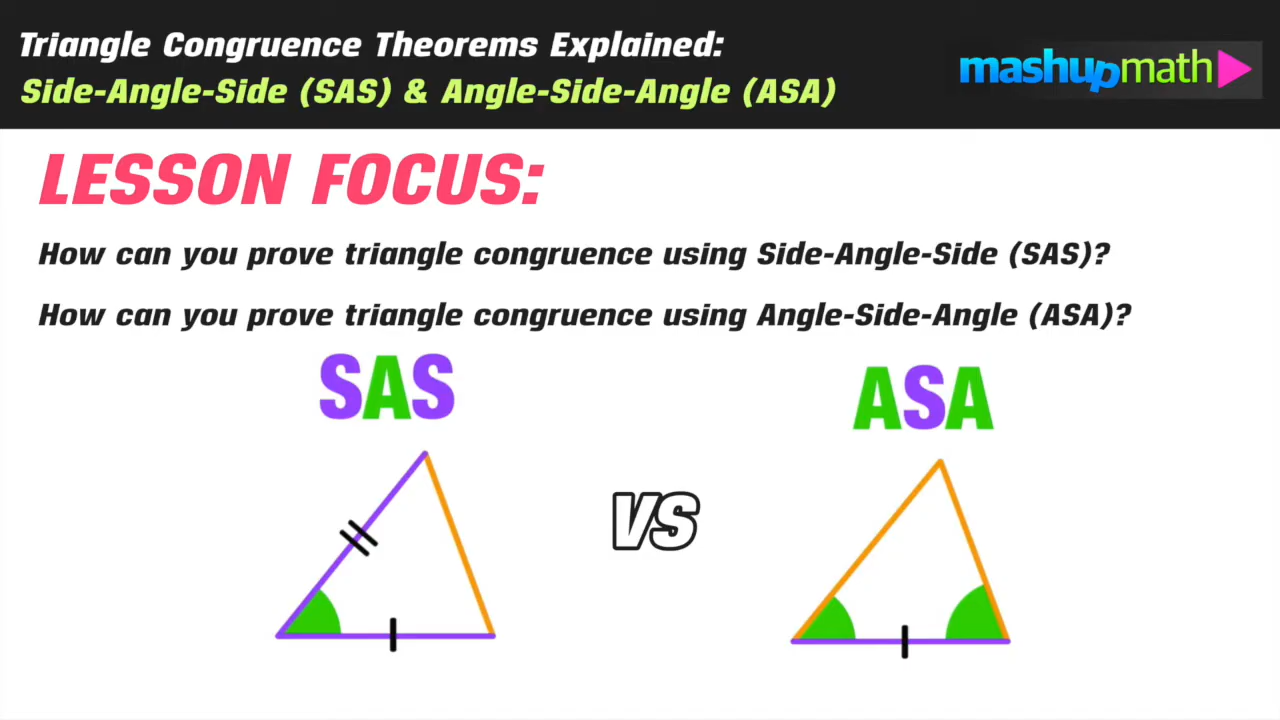 Triangle Congruence Theorems Explained:
Side-Angle-Side (SAS) & Angle-Side-Angle (ASA)
mashupmath
LESSON FOCUS:
How can you prove triangle congruence using Side-Angle-Side (SAS)?
How can you prove triangle congruence using Angle-Side-Angle (ASA)?
SAS
ASA
VS